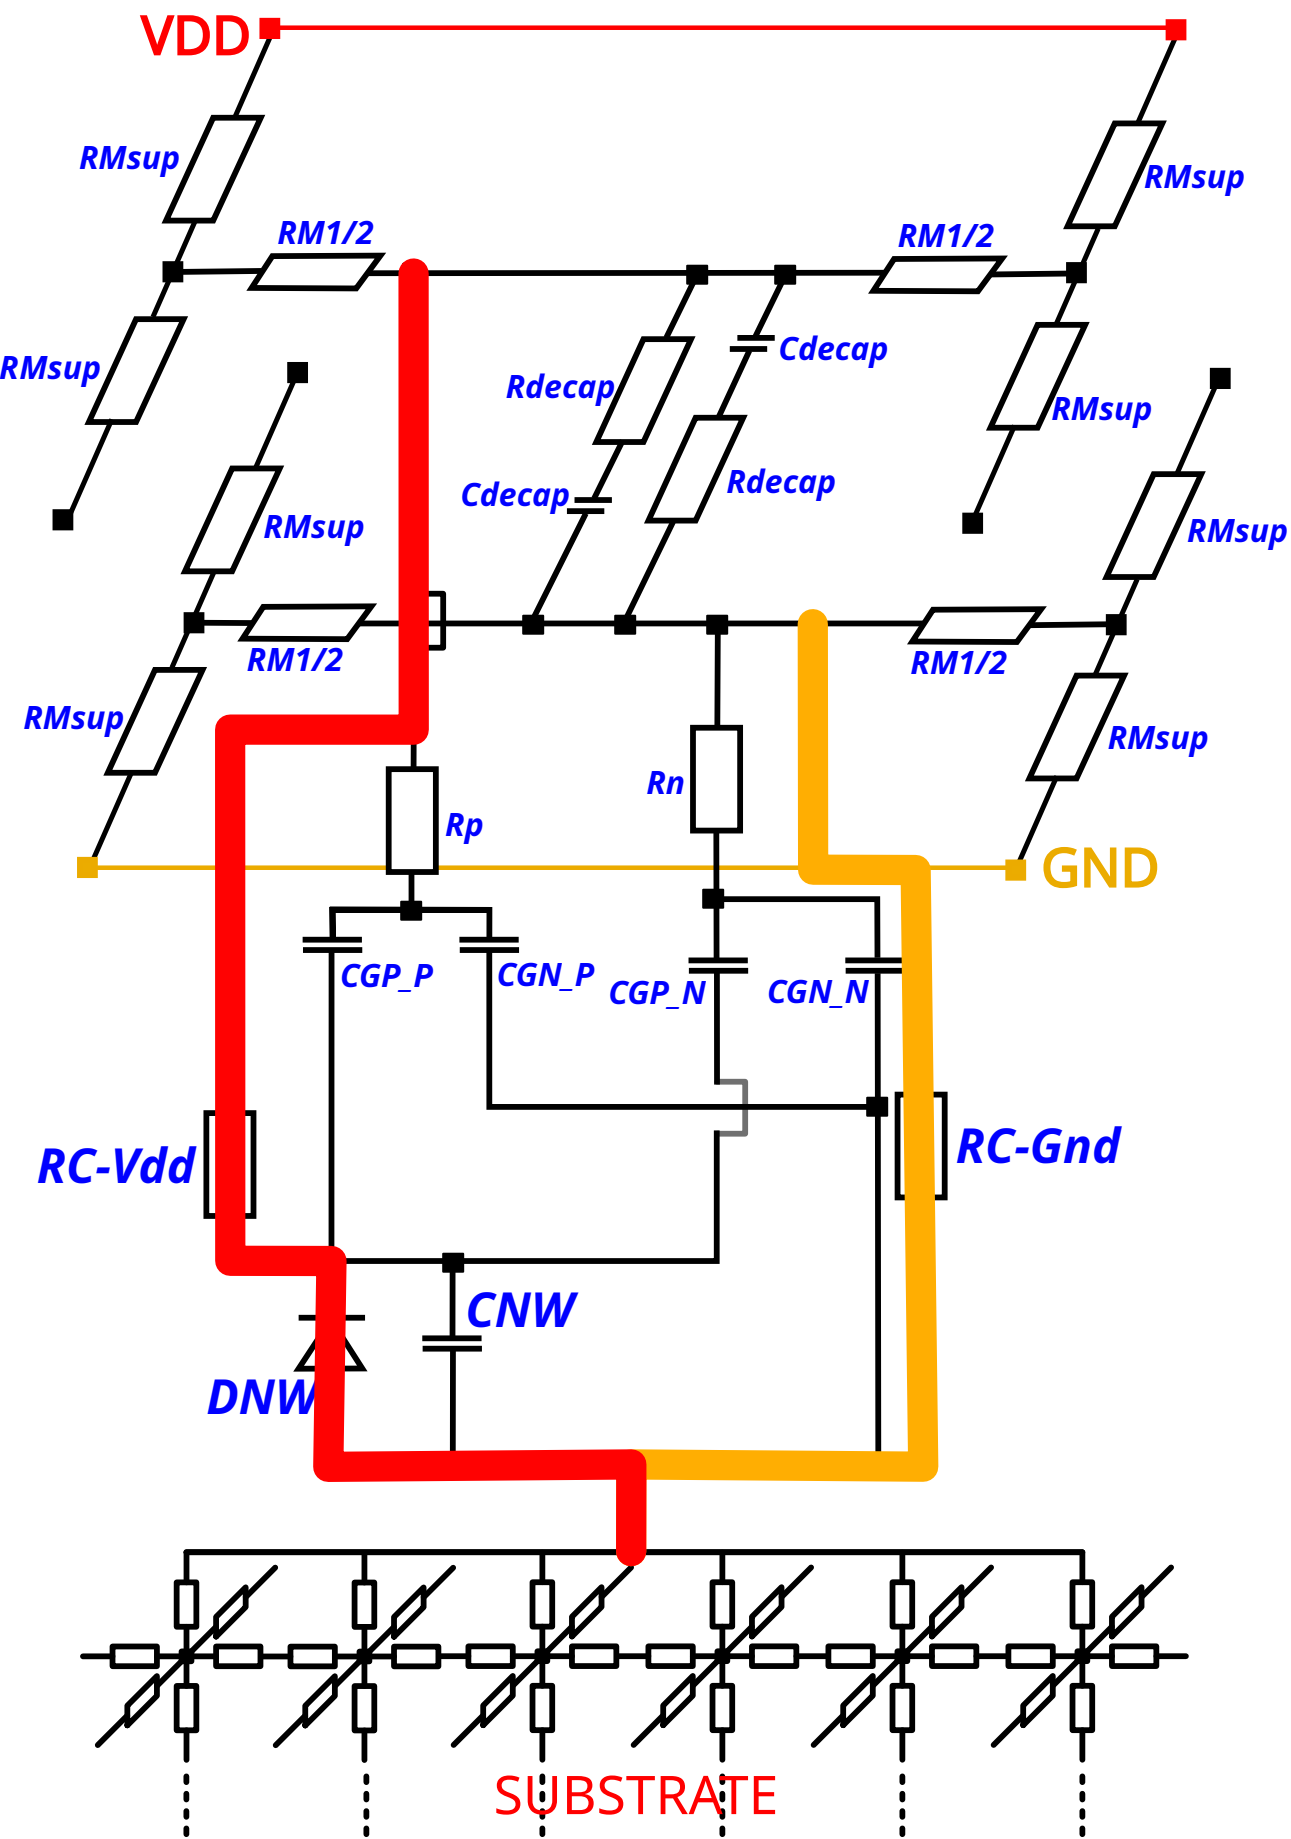 VDD
RMsup
RMsup
RM1/2
RM1/2
Cdecap
RMsup
Rdecap
RMsup
Rdecap
Cdecap
RMsup
RMsup
RM1/2
RM1/2
RMsup
RMsup
Rn
Rp
GND
CGP_P
CGN_P
CGP_N
CGN_N
RC-Vdd
RC-Gnd
CNW
DNW
SUBSTRATE